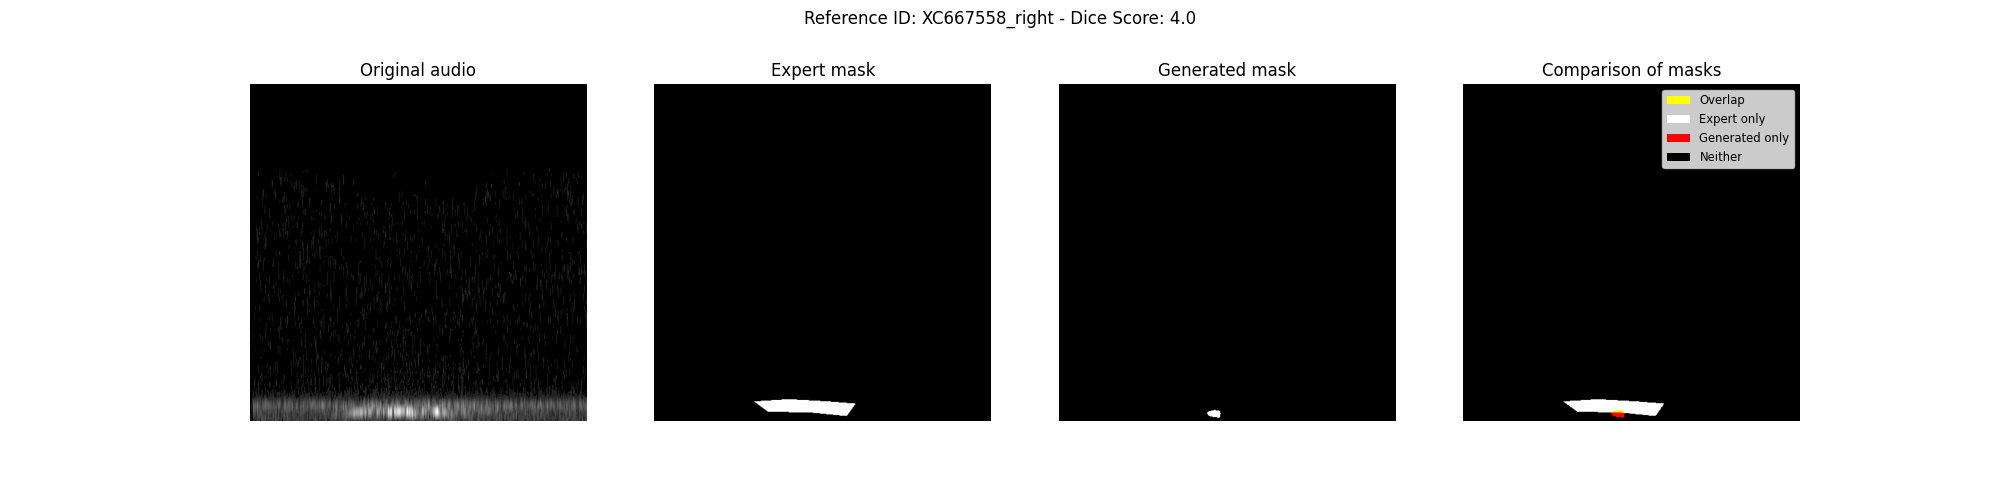 Reference ID: XC667558_right - Dice Score: 4.0
Original audio
Expert mask
Generated mask
Comparison of masks
Overlap
Expert only
Generated only
Neither